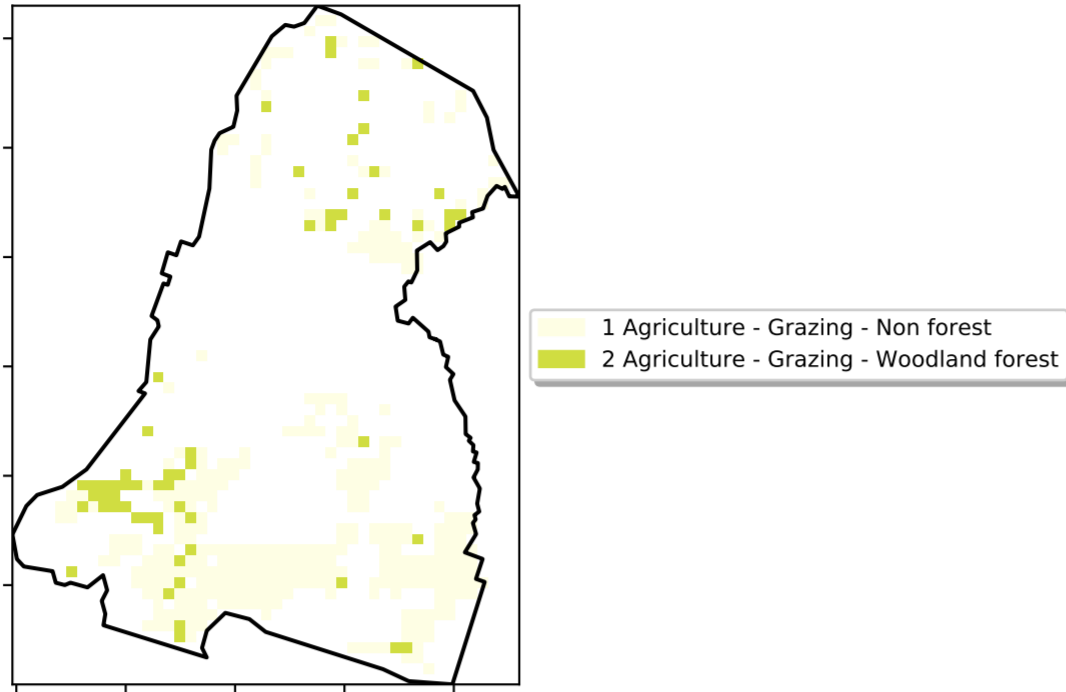 1 Agriculture - Grazing - Non forest
2 Agriculture - Grazing - Woodland forest